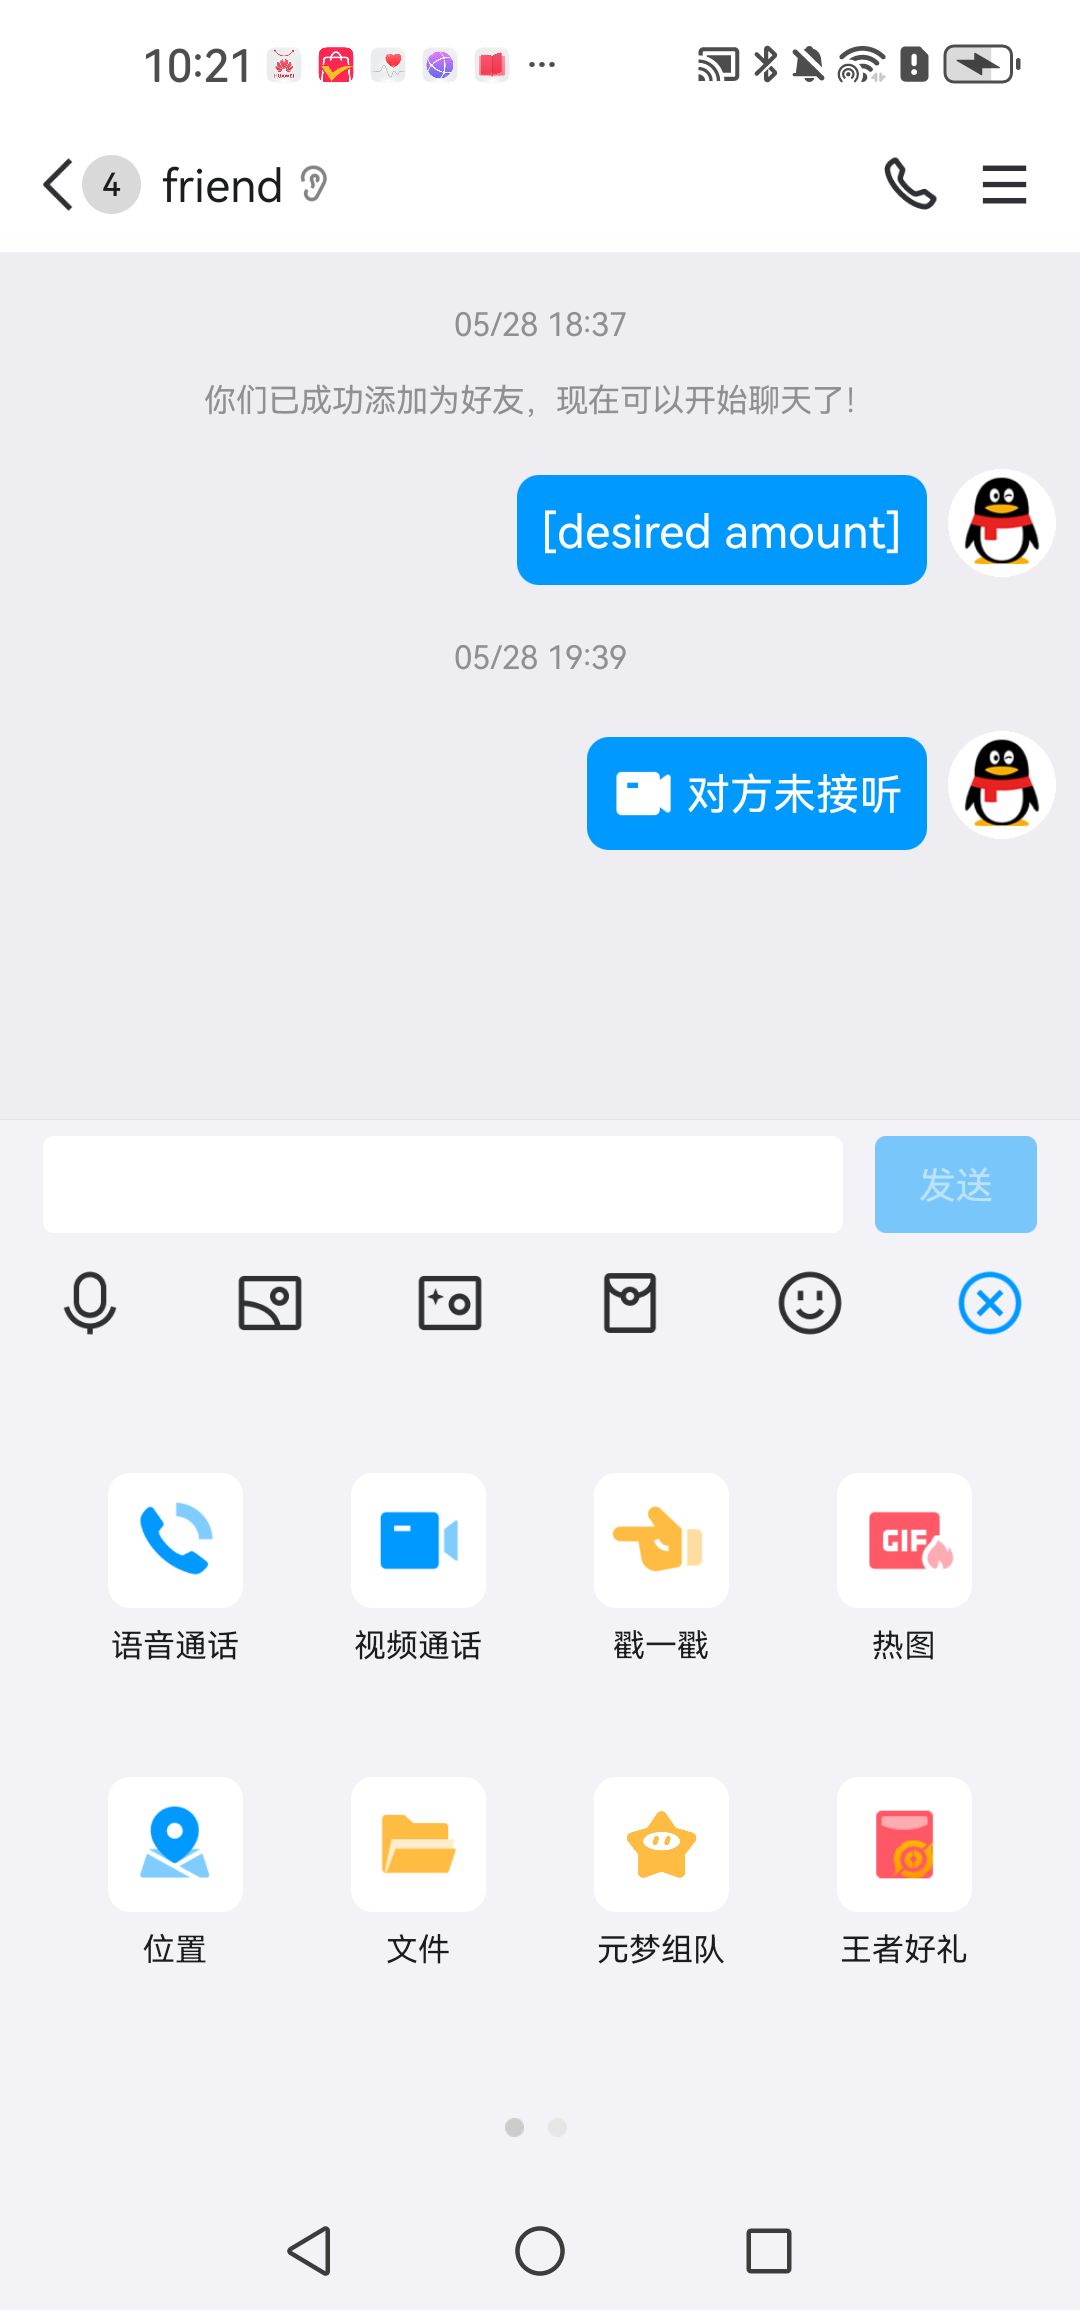 10:21
4 friend
05/28 18:37
你们已成功添加为好友，现在可以开始聊天了！
[desired amount]
05/28 19:39
对方未接听
发送
语音通话 视频通话 戳一戳 热图
GIF
位置 文件 元梦组队 王者好礼